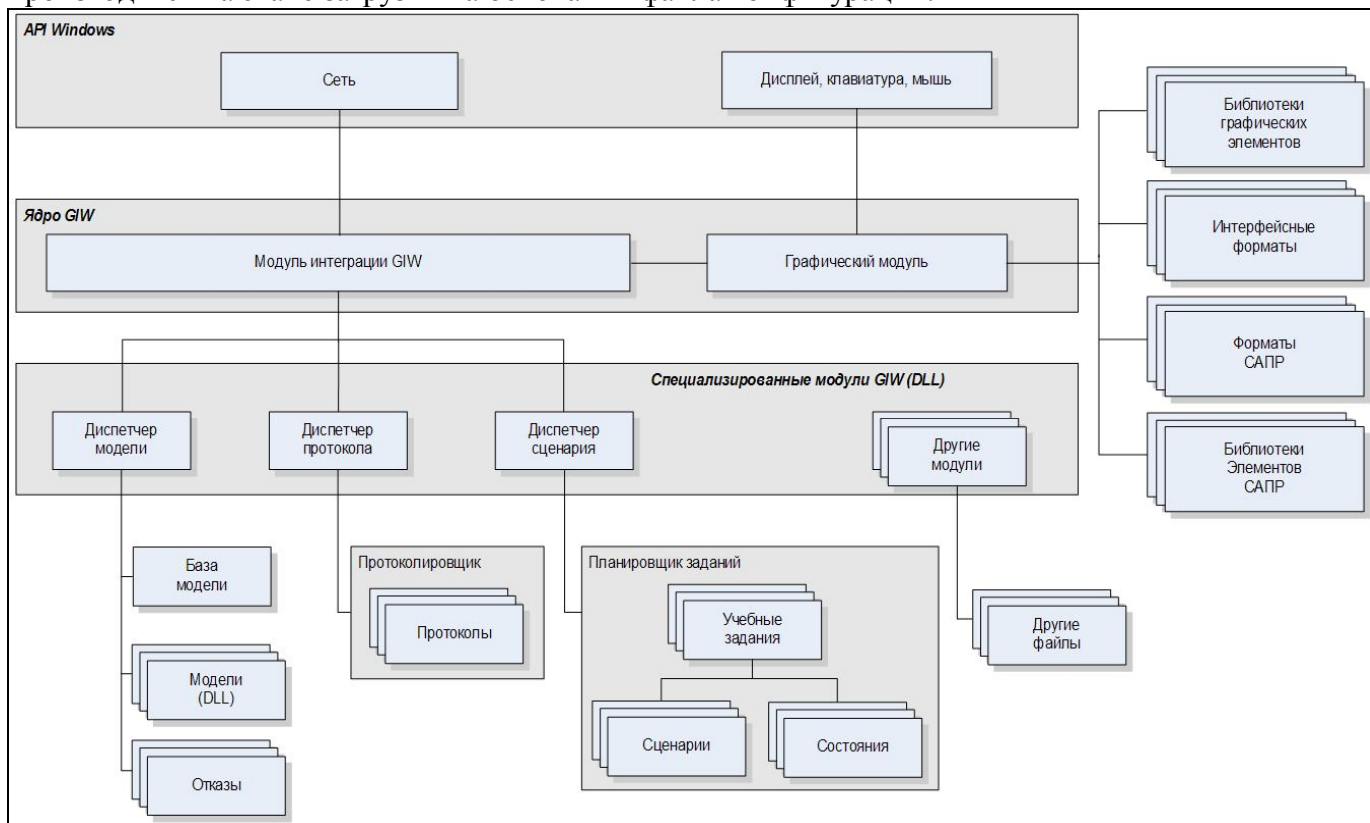 API Windows
Сеть
Дисплей, клавиатура, мышь
Библиотеки
графических
элементов
Ядро GIW
Модуль интеграции GIW
Графический модуль
Интерфейсные
форматы
Форматы
САПР
Специализированные модули GIW (DLL)
Диспетчер
модели
Диспетчер
протокола
Диспетчер
сценария
Другие
модули
Библиотеки
Элементов
САПР
База
модели
Протоколировщик
Протоколы
Планировщик заданий
Учебные
задания
Другие
файлы
Модели
(DLL)
Сценарии
Состояния
Отказы